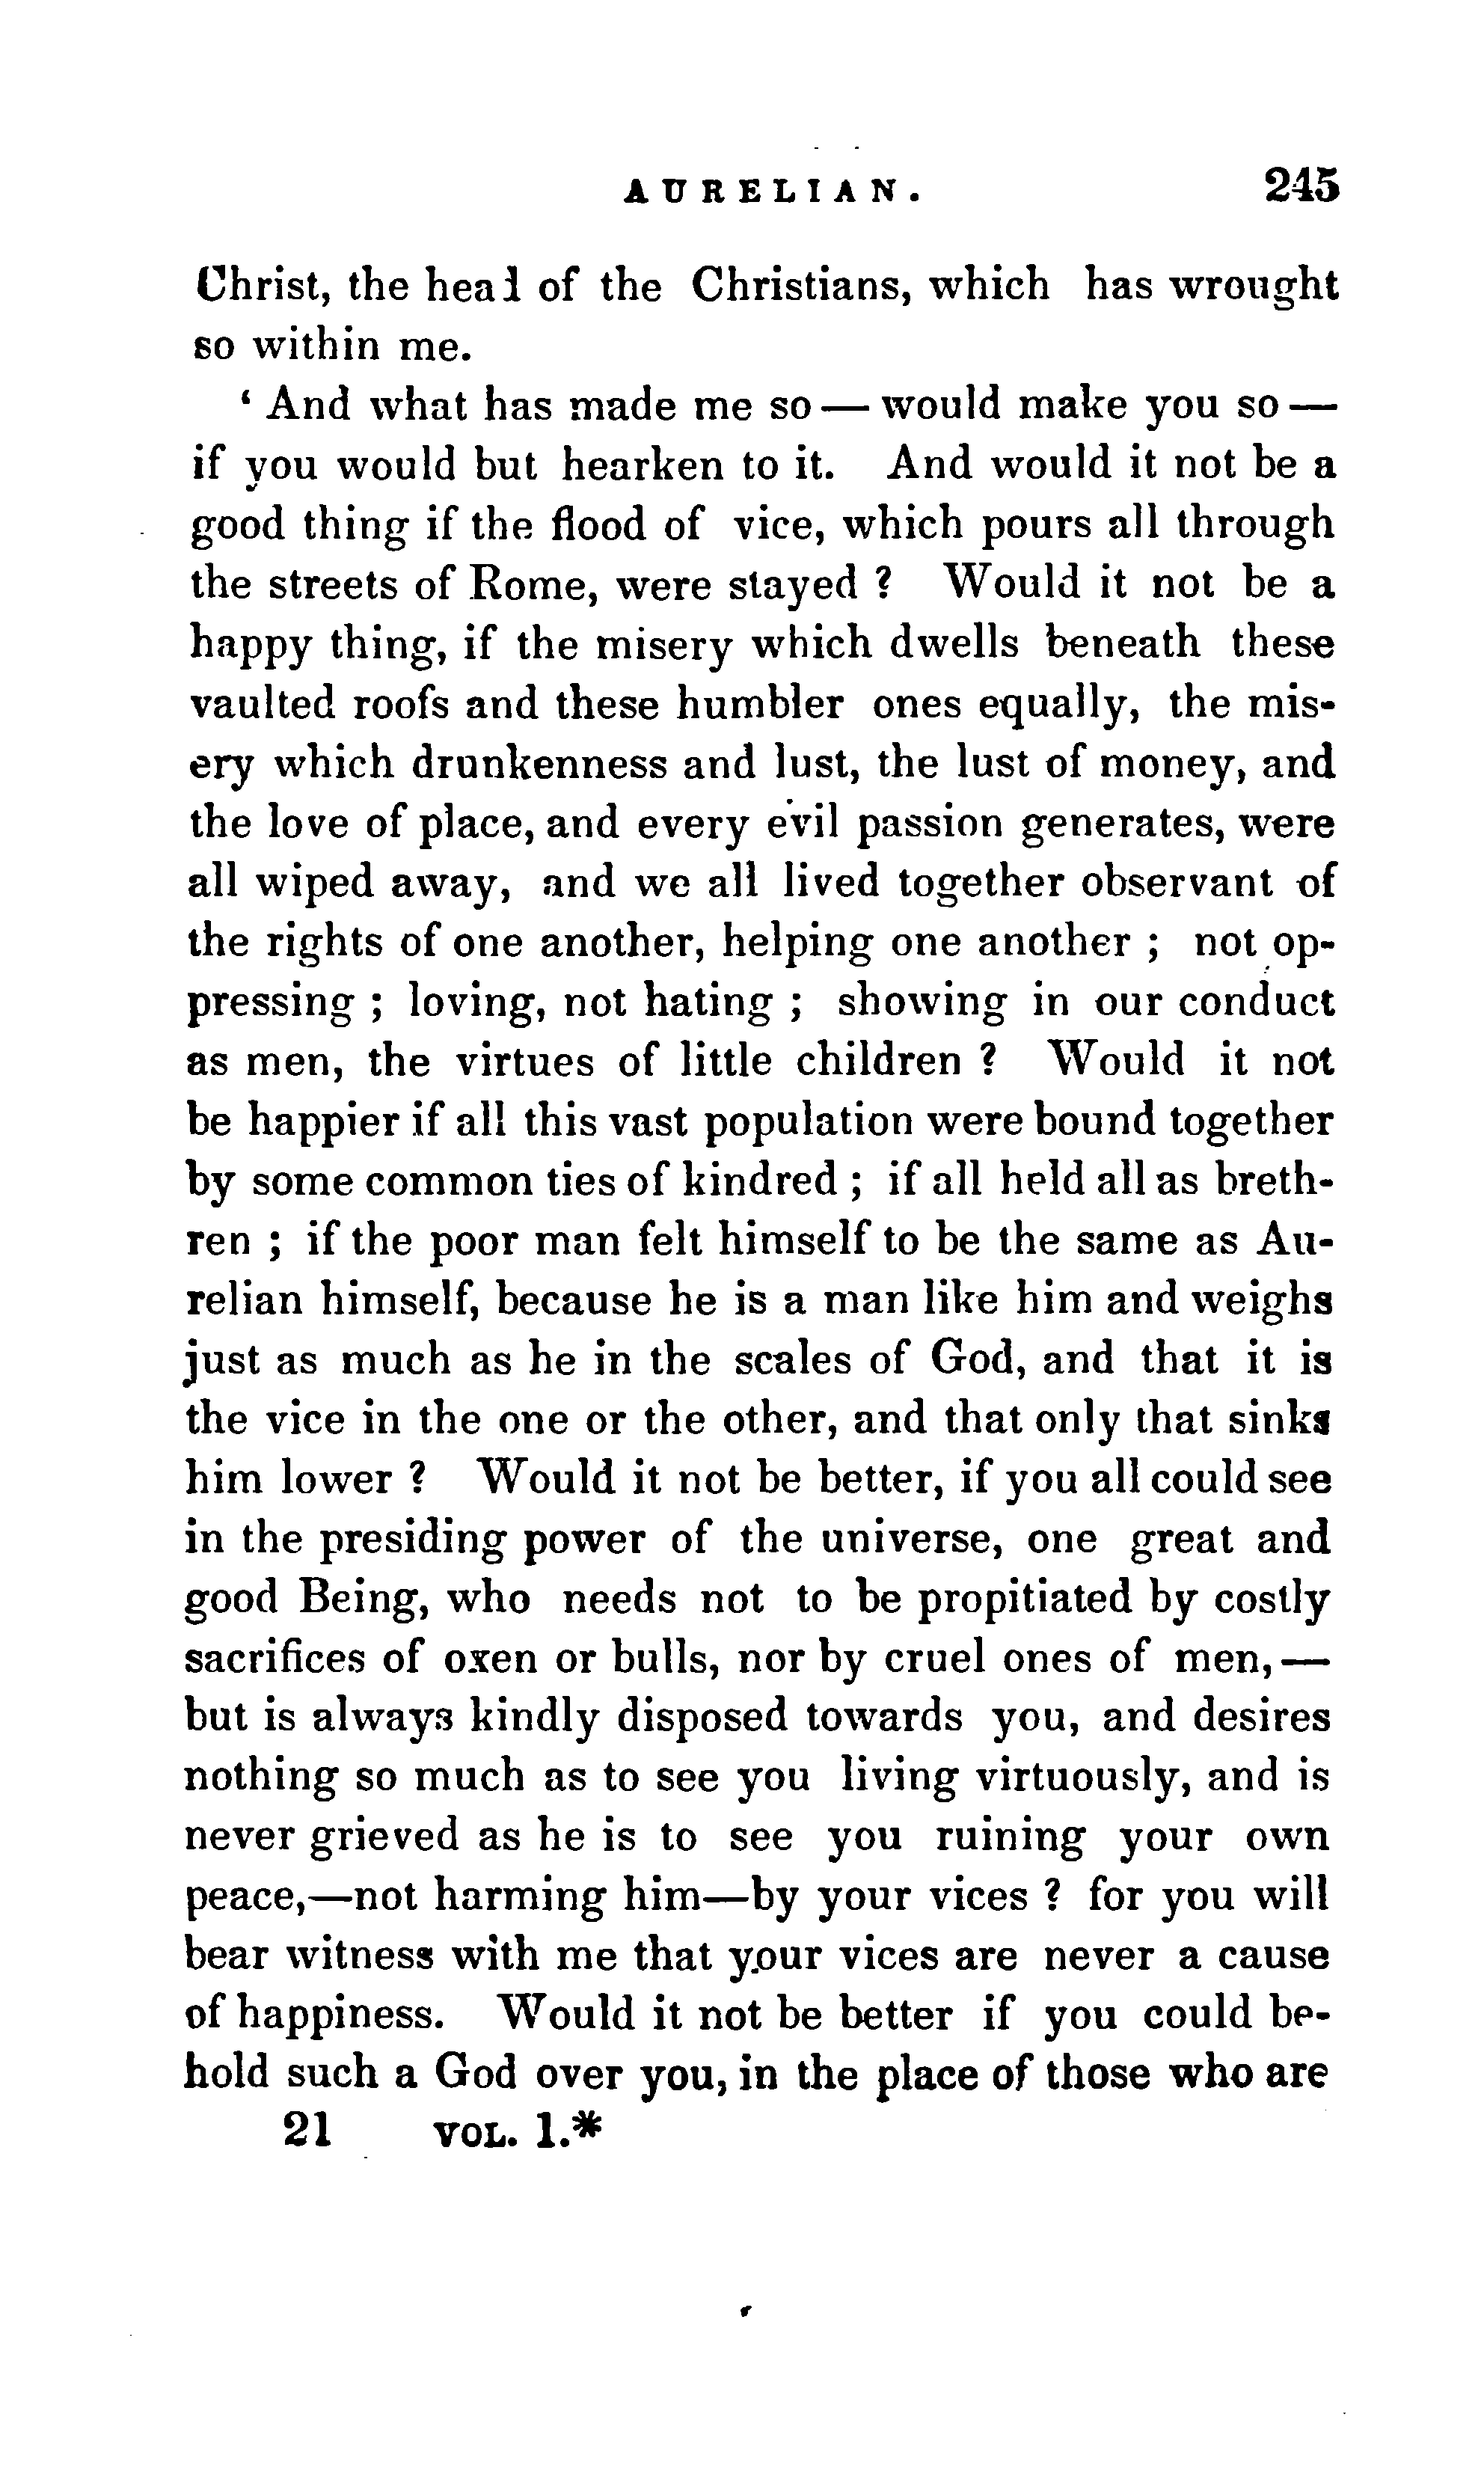 AURELIAN. 245
Christ, the head of the Christians, which has wrought
so within me.
‘ And what has made me so — would make you so —
if you would but hearken to it. And would it not be a
good thing if the flood of vice, which pours all through
the streets of Rome, were stayed ? Would it not be a
happy thing, if the misery which dwells beneath these
vaulted roofs and these humbler ones equally, the mis-
ery which drunkenness and lust, the lust of money, and
the love of place, and every evil passion generates, were
all wiped away, and we all lived together observant of
the rights of one another, helping one another ; not op-
pressing ; loving, not hating ; showing in our conduct
as men, the virtues of little children ? Would it not
be happier if all this vast population were bound together
by some common ties of kindred ; if all held all as breth-
ren ; if the poor man felt himself to be the same as Au-
relian himself, because he is a man like him and weighs
just as much as he in the scales of God, and that it is
the vice in the one or the other, and that only that sinks
him lower ? Would it not be better, if you all could see
in the presiding power of the universe, one great and
good Being, who needs not to be propitiated by costly
sacrifices of oxen or bulls, nor by cruel ones of men,—
but is always kindly disposed towards you, and desires
nothing so much as to see you living virtuously, and is
never grieved as he is to see you ruining your own
peace,—not harming him—by your vices ? for you will
bear witness with me that your vices are never a cause
of happiness. Would it not be better if you could be-
hold such a God over you, in the place of those who are
21 VOL. 1.*